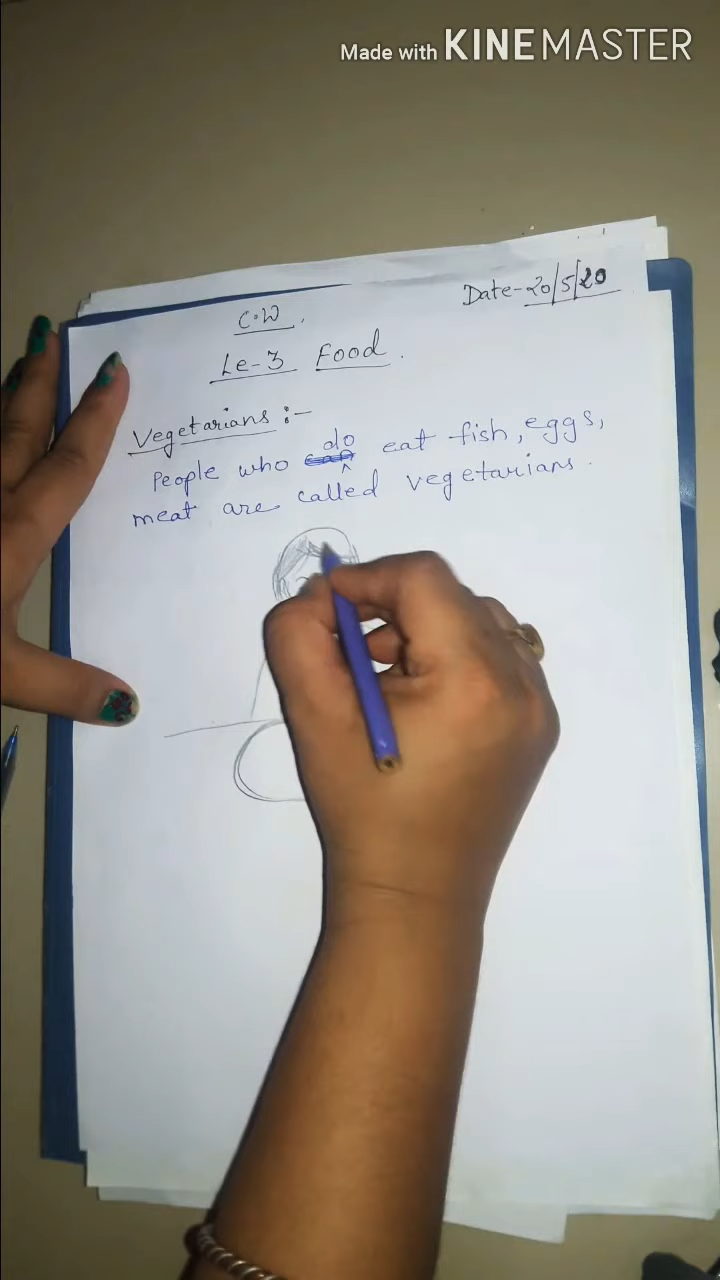 Made with KINEMASTER
Date-20/5/20
C.W.
Le-3 Food.
Vegetarians :-
People who do eat fish, eggs,
meat are called vegetarians.